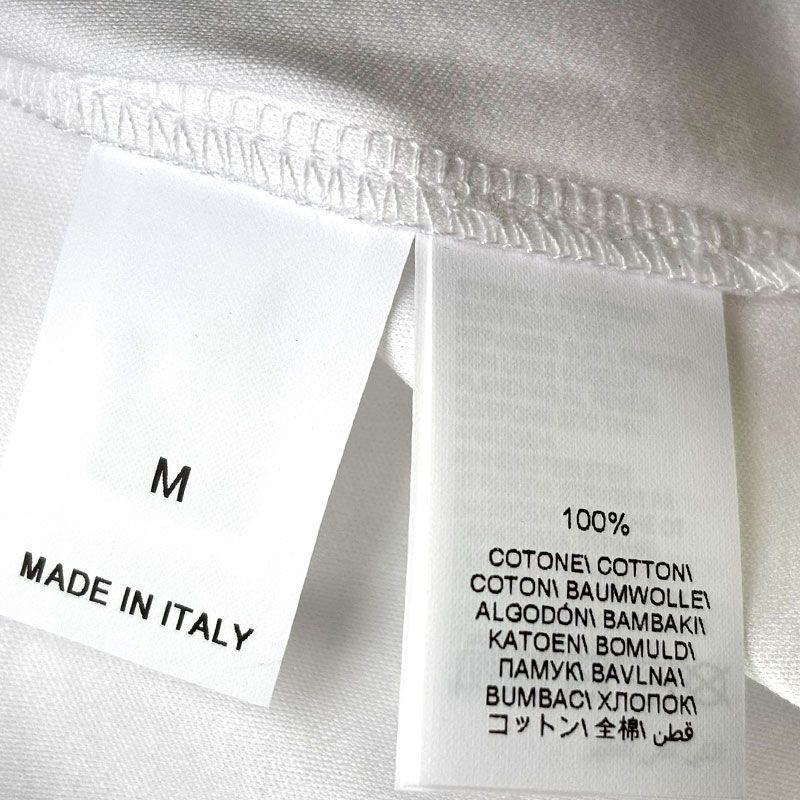 M
MADE IN ITALY
100%
COTONE\ COTTON\
COTON\ BAUMWOLLE\
ALGODÓN\ BAMBAKI\
KATOEN\ BOMULD\
ПАМУК\ BAVLNA\
BUMBAC\ ХЛОПОК\
コットン\ 全棉\ قطن